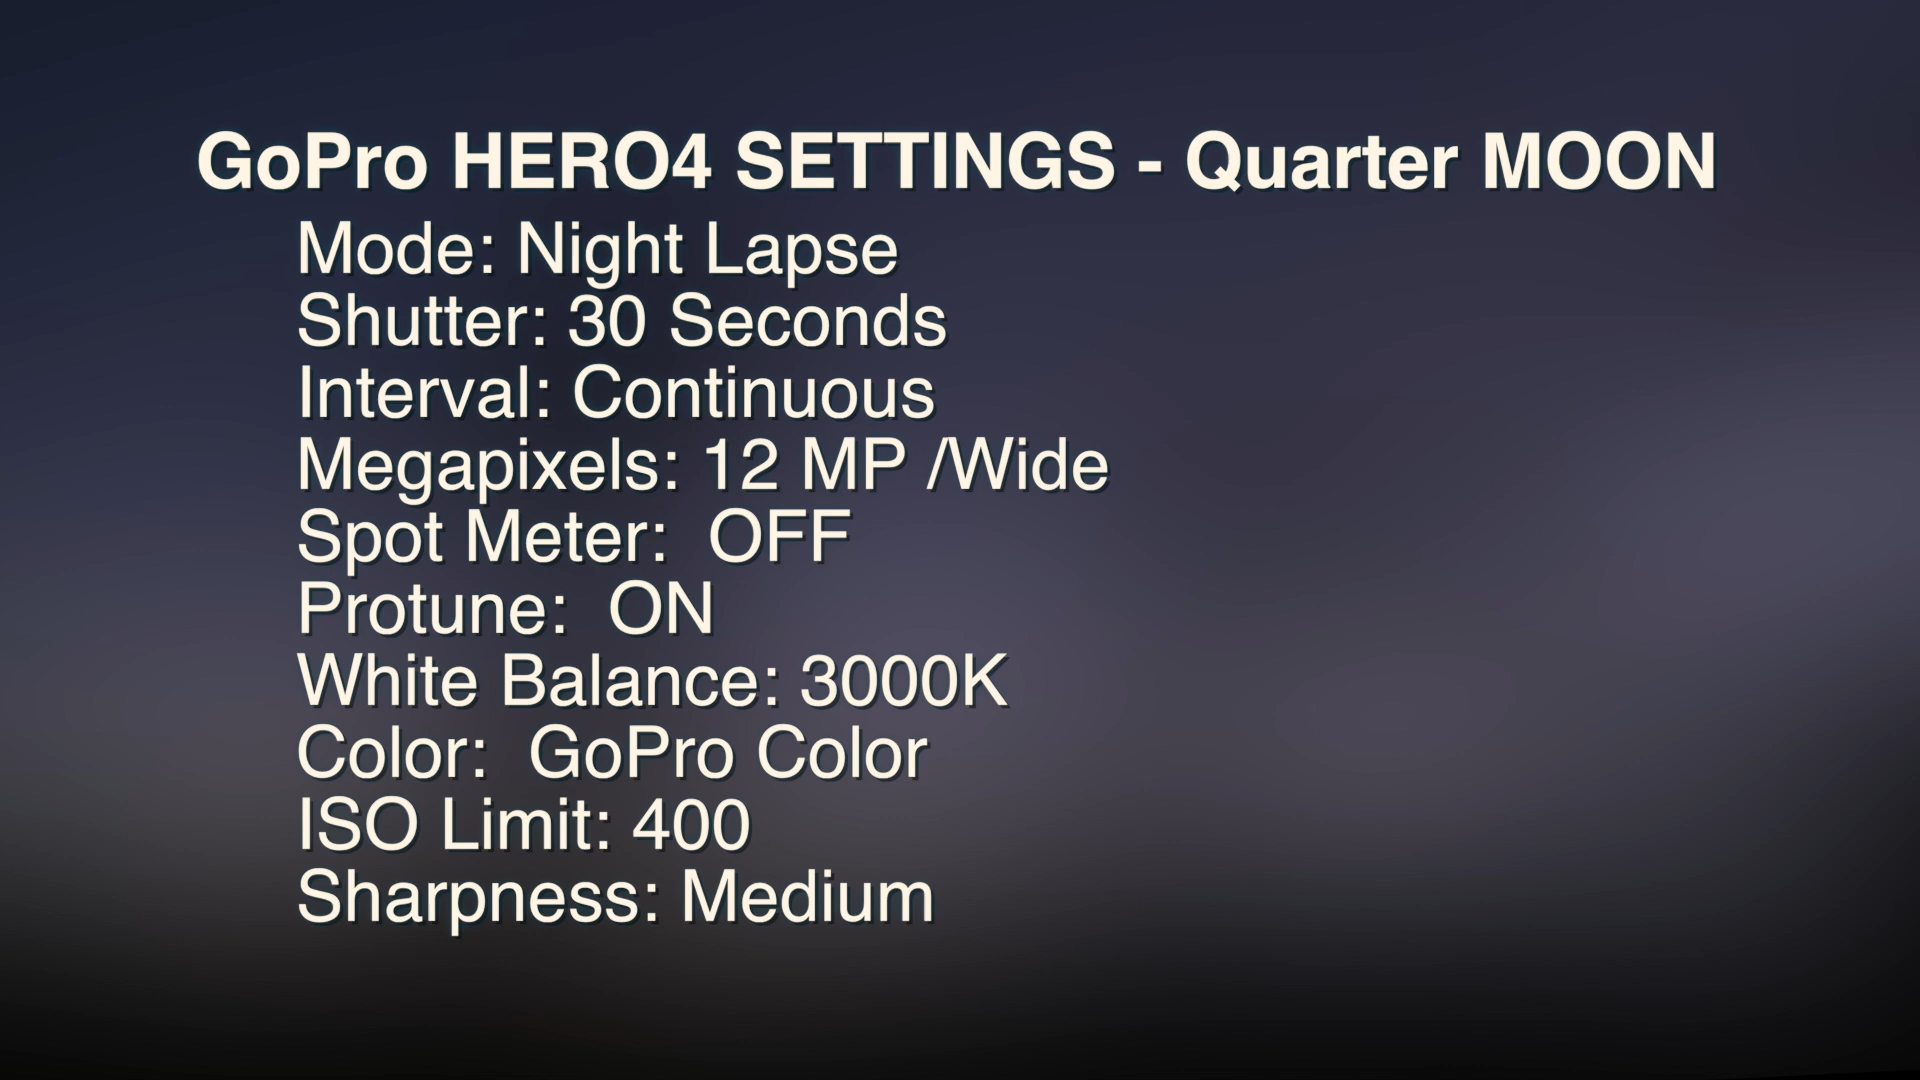 GoPro HERO4 SETTINGS - Quarter MOON
Mode: Night Lapse
Shutter: 30 Seconds
Interval: Continuous
Megapixels: 12 MP /Wide
Spot Meter:  OFF
Protune:  ON
White Balance: 3000K
Color:  GoPro Color
ISO Limit: 400
Sharpness: Medium